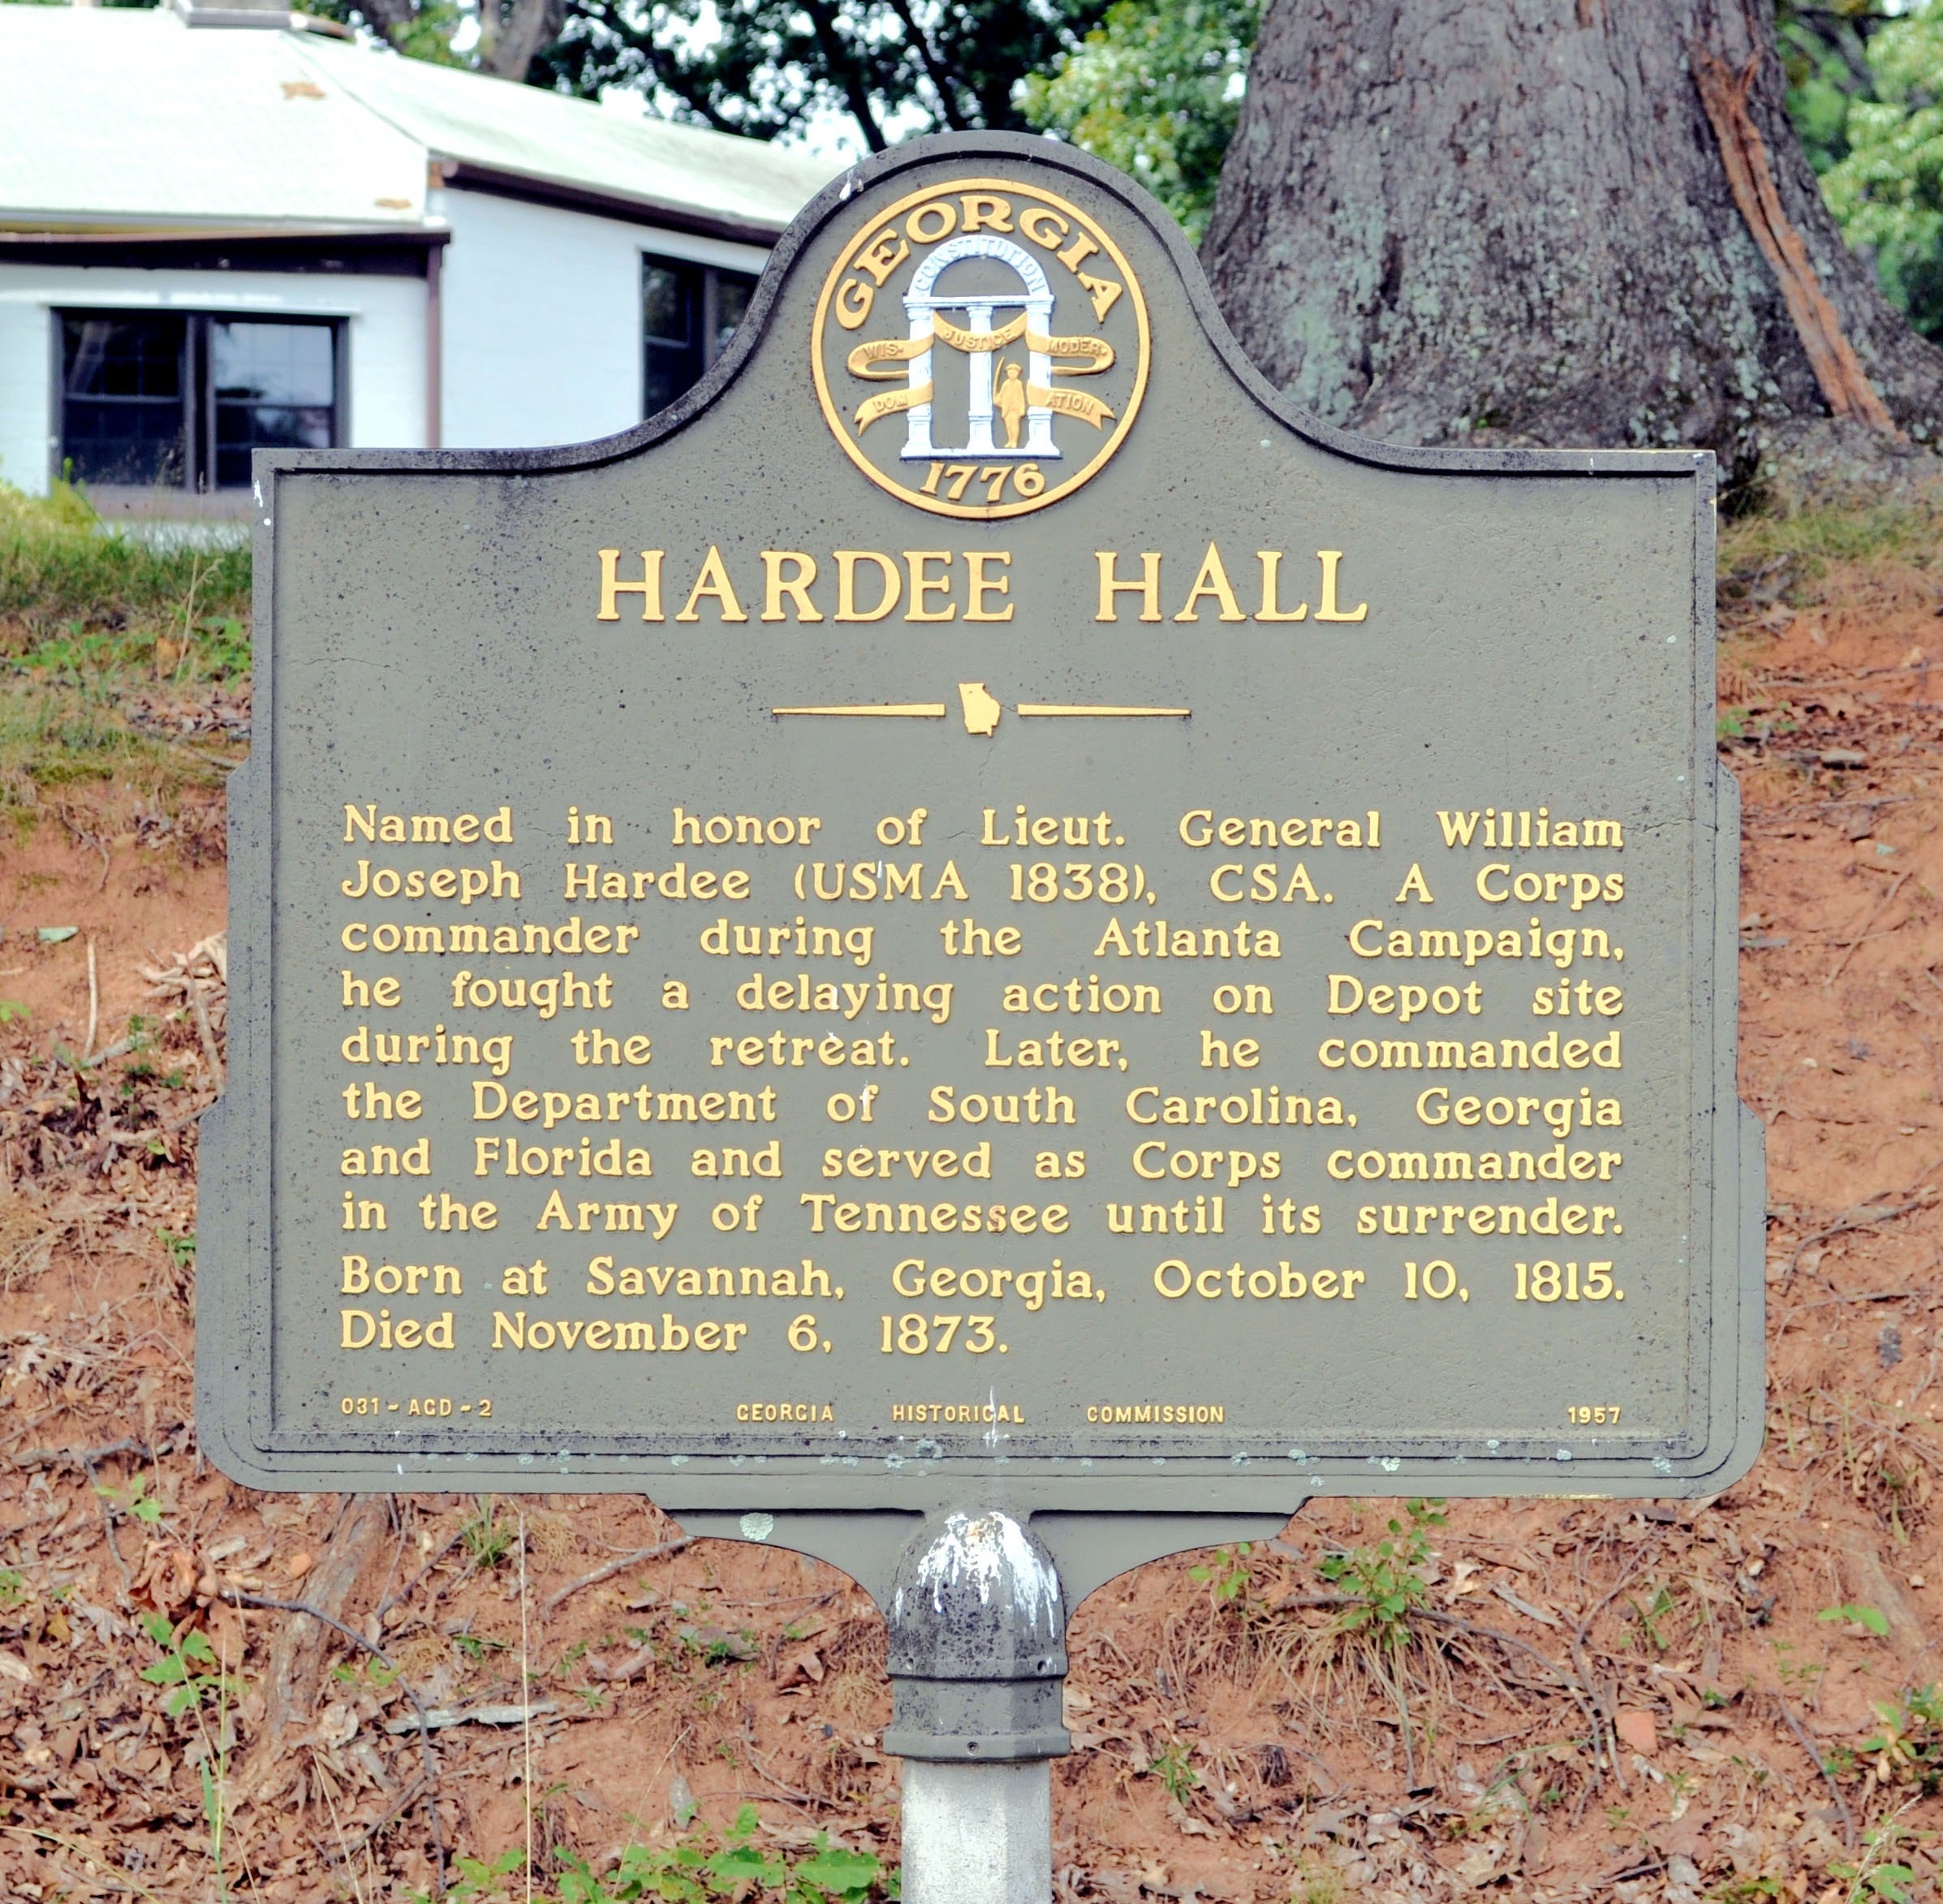 GEORGIA
CONSTITUTION
WIS- JUSTICE MODER-
DOM ATION
1776
HARDEE HALL
Named in honor of Lieut. General William
Joseph Hardee (USMA 1838), CSA. A Corps
commander during the Atlanta Campaign,
he fought a delaying action on Depot site
during the retreat. Later, he commanded
the Department of South Carolina, Georgia
and Florida and served as Corps commander
in the Army of Tennessee until its surrender.
Born at Savannah, Georgia, October 10, 1815.
Died November 6, 1873.
031-AGD-2 GEORGIA HISTORICAL COMMISSION 1957